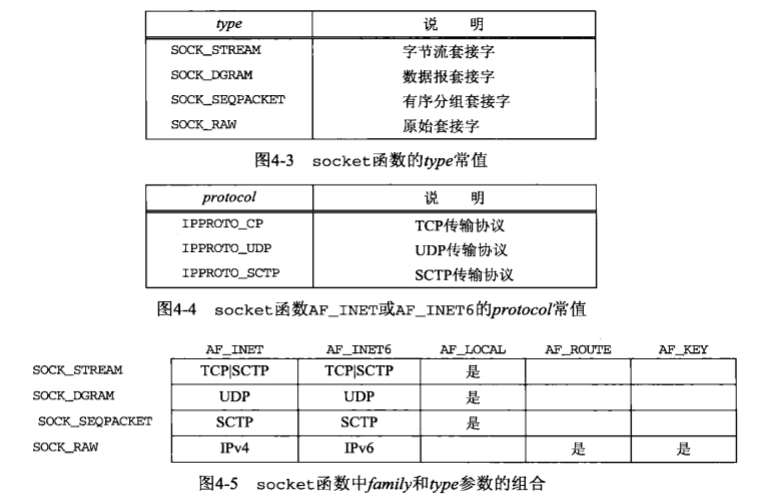 type 说 明
SOCK_STREAM 字节流套接字
SOCK_DGRAM 数据报套接字
SOCK_SEQPACKET 有序分组套接字
SOCK_RAW 原始套接字
图4-3 socket函数的type常值
protocol 说 明
IPPROTO_CP TCP传输协议
IPPROTO_UDP UDP传输协议
IPPROTO_SCTP SCTP传输协议
图4-4 socket函数AF_INET或AF_INET6的protocol常值
AF_INET AF_INET6 AF_LOCAL AF_ROUTE AF_KEY
SOCK_STREAM TCP|SCTP TCP|SCTP 是
SOCK_DGRAM UDP UDP 是
SOCK_SEQPACKET SCTP SCTP 是
SOCK_RAW IPv4 IPv6 是 是
图4-5 socket函数中family和type参数的组合